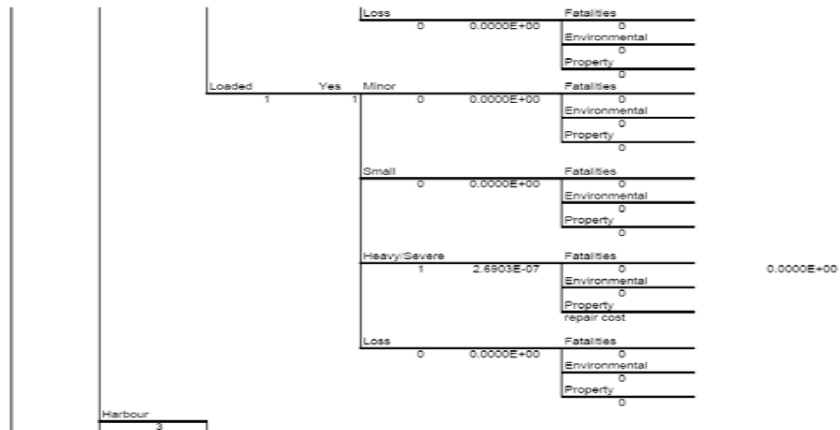 Loss Fatalities
0 0.0000E+00 0
Environmental
0
Property
0
Loaded Yes Minor Fatalities
1 1 0 0.0000E+00 0
Environmental
0
Property
0
Small Fatalities
0 0.0000E+00 0
Environmental
0
Property
0
Heavy/Severe Fatalities
1 2.6903E-07 0 0.0000E+00
Environmental
0
Property
repair cost
Loss Fatalities
0 0.0000E+00 0
Environmental
0
Property
0
Harbour
3